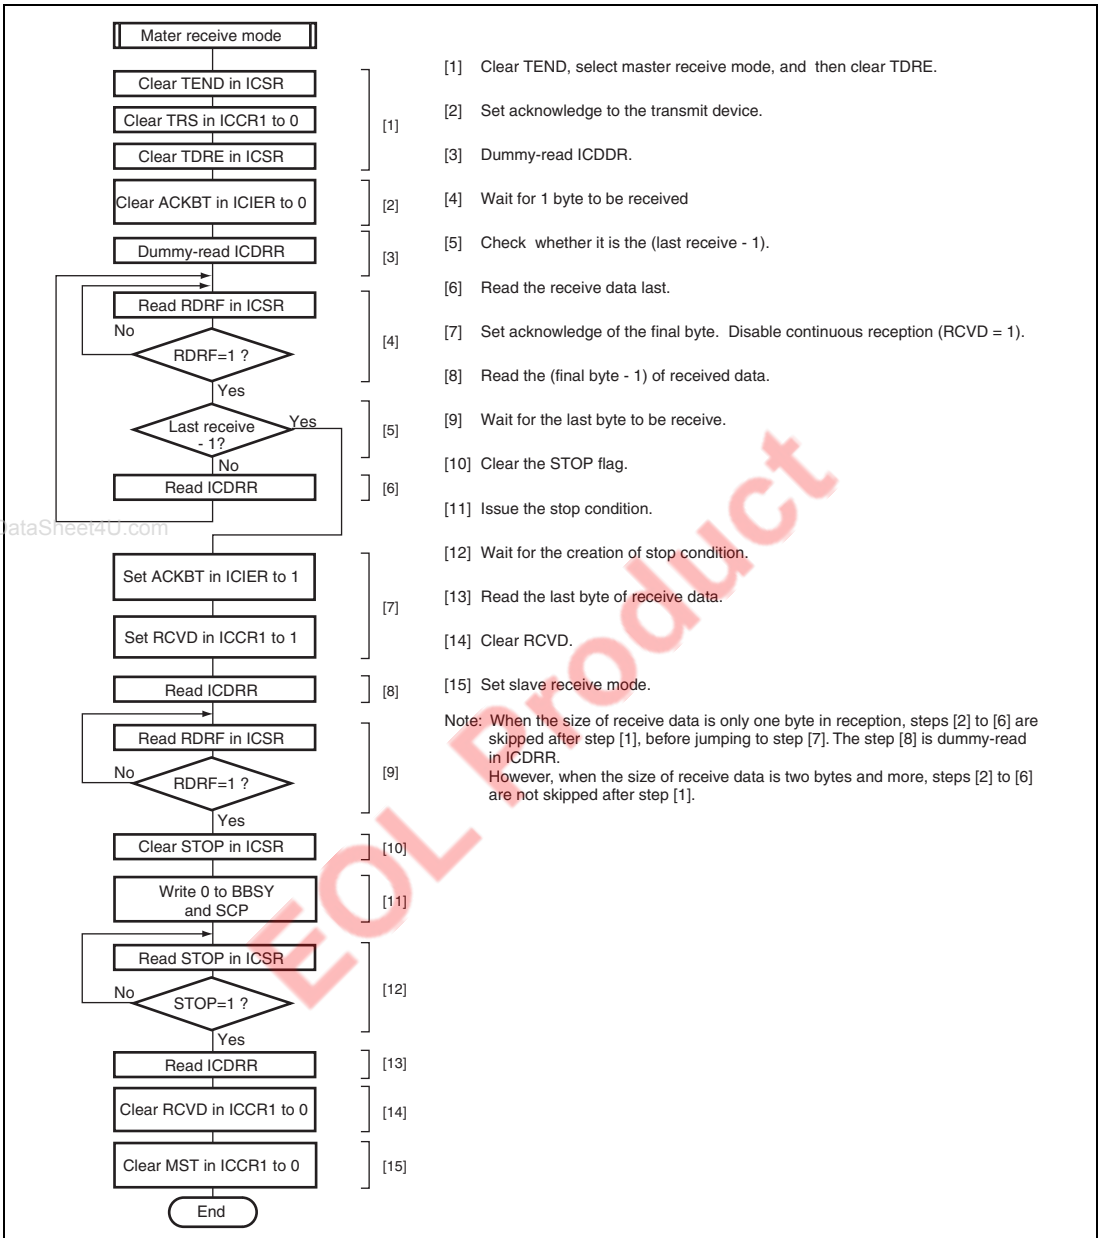 Mater receive mode
Clear TEND in ICSR
Clear TRS in ICCR1 to 0
Clear TDRE in ICSR
[1]
Clear ACKBT in ICIER to 0
[2]
Dummy-read ICDRR
[3]
Read RDRF in ICSR
No
RDRF=1 ?
[4]
Yes
Last receive
- 1?
Yes
[5]
No
Read ICDRR
[6]
DataSheet4U.com
Set ACKBT in ICIER to 1
[7]
Set RCVD in ICCR1 to 1
Read ICDRR
[8]
Read RDRF in ICSR
No
RDRF=1 ?
[9]
Yes
Clear STOP in ICSR
[10]
Write 0 to BBSY
and SCP
[11]
Read STOP in ICSR
No
STOP=1 ?
[12]
Yes
Read ICDRR
[13]
Clear RCVD in ICCR1 to 0
[14]
Clear MST in ICCR1 to 0
[15]
End
[1] Clear TEND, select master receive mode, and then clear TDRE.
[2] Set acknowledge to the transmit device.
[3] Dummy-read ICDDR.
[4] Wait for 1 byte to be received
[5] Check whether it is the (last receive - 1).
[6] Read the receive data last.
[7] Set acknowledge of the final byte. Disable continuous reception (RCVD = 1).
[8] Read the (final byte - 1) of received data.
[9] Wait for the last byte to be receive.
[10] Clear the STOP flag.
[11] Issue the stop condition.
[12] Wait for the creation of stop condition.
[13] Read the last byte of receive data.
[14] Clear RCVD.
[15] Set slave receive mode.
Note: When the size of receive data is only one byte in reception, steps [2] to [6] are
skipped after step [1], before jumping to step [7]. The step [8] is dummy-read
in ICDRR.
However, when the size of receive data is two bytes and more, steps [2] to [6]
are not skipped after step [1].
EOL Product